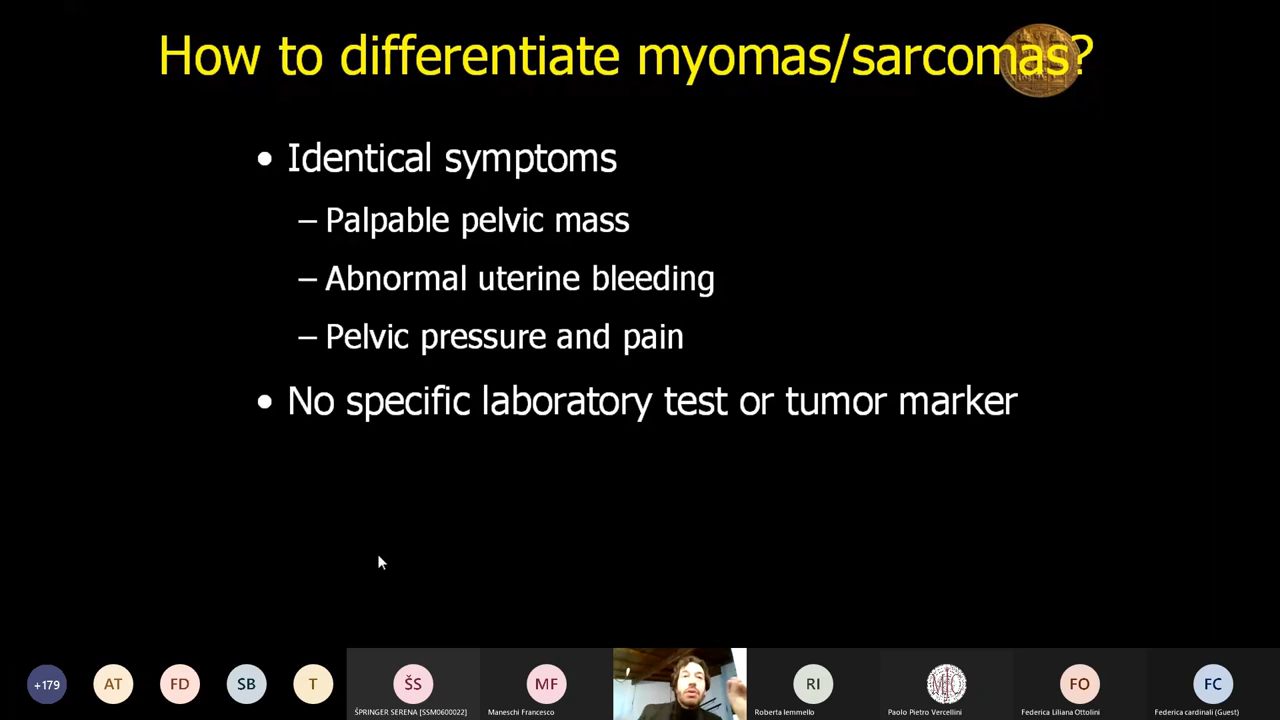 How to differentiate myomas/sarcomas?
• Identical symptoms
– Palpable pelvic mass
– Abnormal uterine bleeding
– Pelvic pressure and pain
• No specific laboratory test or tumor marker
+179
AT
FD
SB
T
ŠS
MF
RI
FO
FC
ŠPRINGER SERENA [SSM0600022]
Maneschi Francesco
Roberta Iemmello
Paolo Pietro Vercellini
Federica Liliana Ottolini
Federica cardinali (Guest)